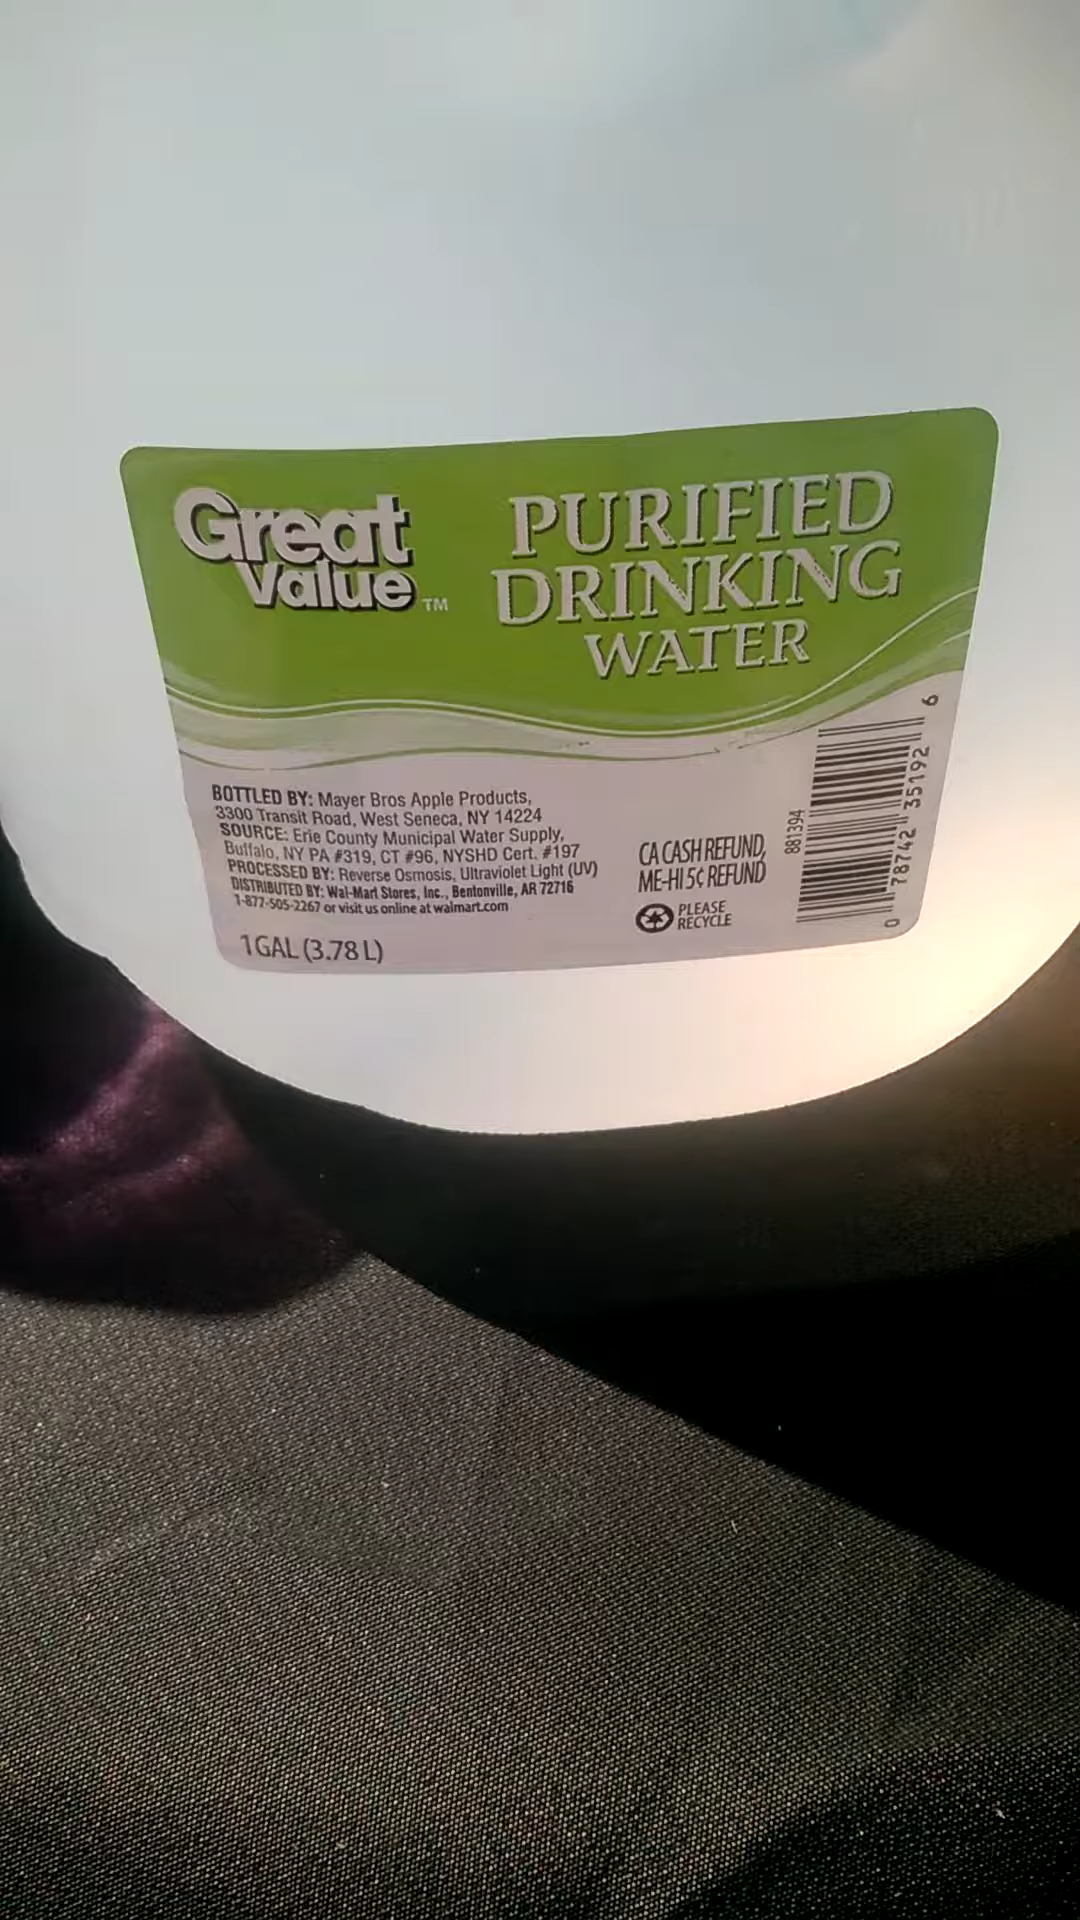 Great
Value™
PURIFIED
DRINKING
WATER
BOTTLED BY: Mayer Bros Apple Products,
3300 Transit Road, West Seneca, NY 14224
SOURCE: Erie County Municipal Water Supply,
Buffalo, NY PA #319, CT #96, NYSHD Cert. #197
PROCESSED BY: Reverse Osmosis, Ultraviolet Light (UV)
DISTRIBUTED BY: Wal-Mart Stores, Inc., Bentonville, AR 72716
1-877-505-2267 or visit us online at walmart.com
1 GAL (3.78 L)
CA CASH REFUND,
ME-HI 5¢ REFUND
PLEASE
RECYCLE
881394
0 78742 35192 6